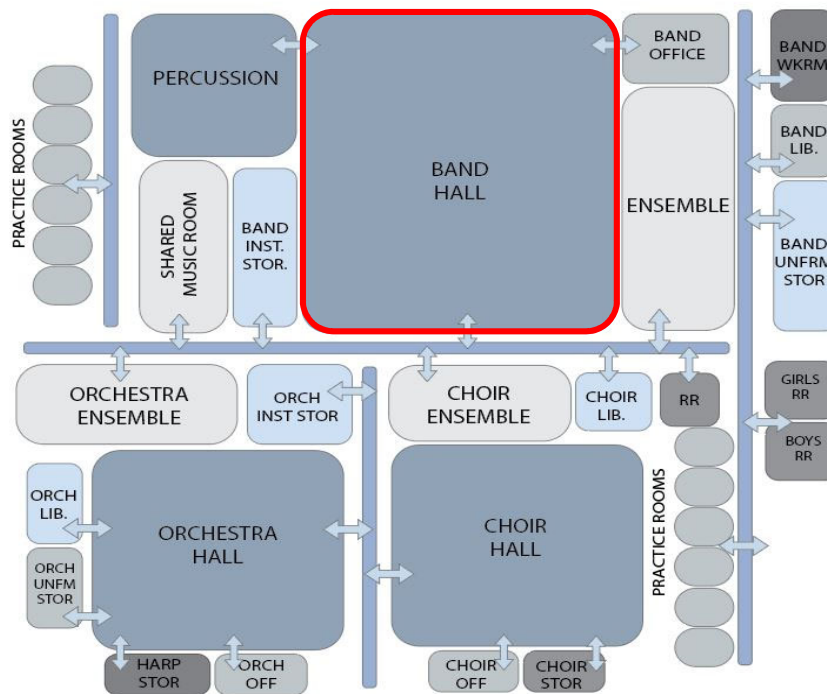 PERCUSSION
BAND
HALL
BAND
OFFICE
BAND
WKRM
BAND
LIB.
BAND
UNFRM
STOR
PRACTICE ROOMS
SHARED
MUSIC ROOM
BAND
INST.
STOR.
ENSEMBLE
ORCHESTRA
ENSEMBLE
ORCH
INST STOR
CHOIR
ENSEMBLE
CHOIR
LIB.
RR
GIRLS
RR
BOYS
RR
ORCH
LIB.
ORCHESTRA
HALL
CHOIR
HALL
PRACTICE ROOMS
ORCH
UNFM
STOR
HARP
STOR
ORCH
OFF
CHOIR
OFF
CHOIR
STOR